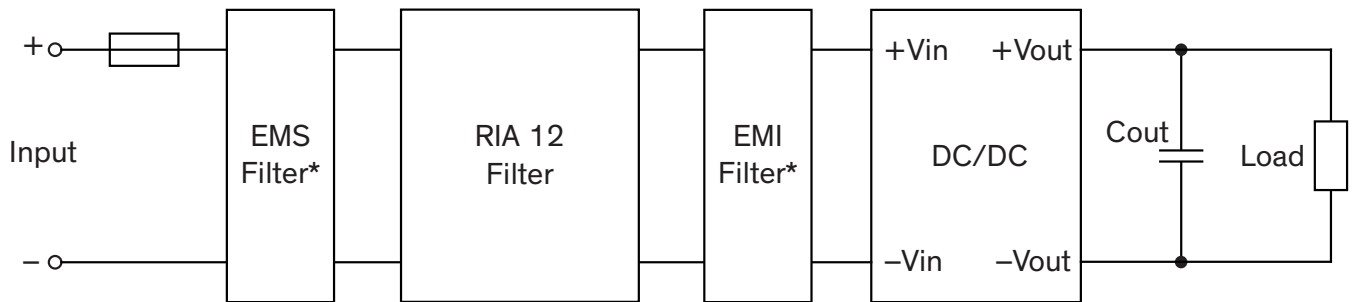 +
Input
–
EMS
Filter*
RIA 12
Filter
EMI
Filter*
+Vin
+Vout
DC/DC
–Vin
–Vout
Cout
Load